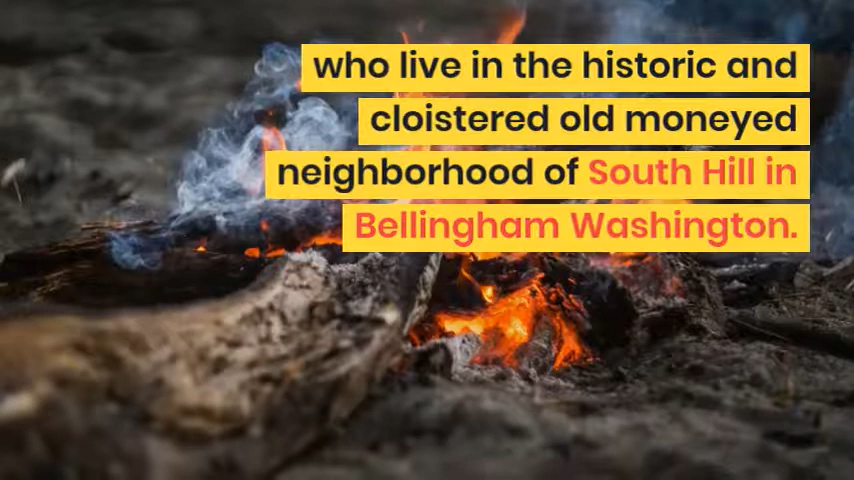 who live in the historic and
cloistered old moneyed
neighborhood of South Hill in
Bellingham Washington.